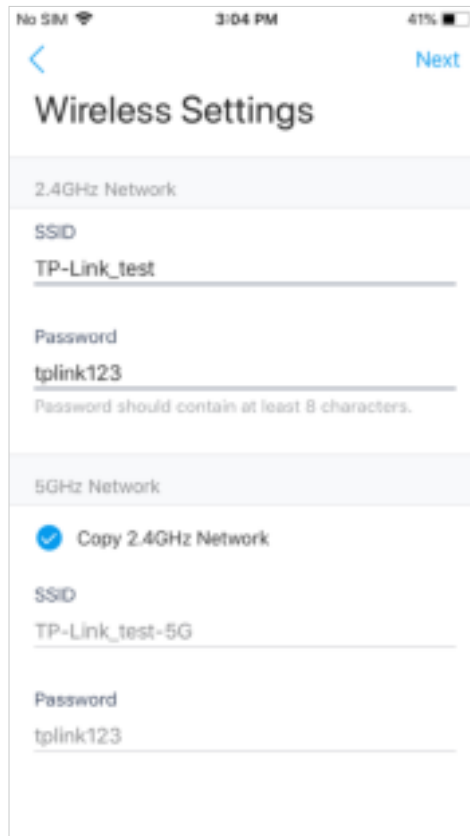 No SIM 3:04 PM 41%
Next
Wireless Settings
2.4GHz Network
SSID
TP-Link_test
Password
tplink123
Password should contain at least 8 characters.
5GHz Network
Copy 2.4GHz Network
SSID
TP-Link_test-5G
Password
tplink123